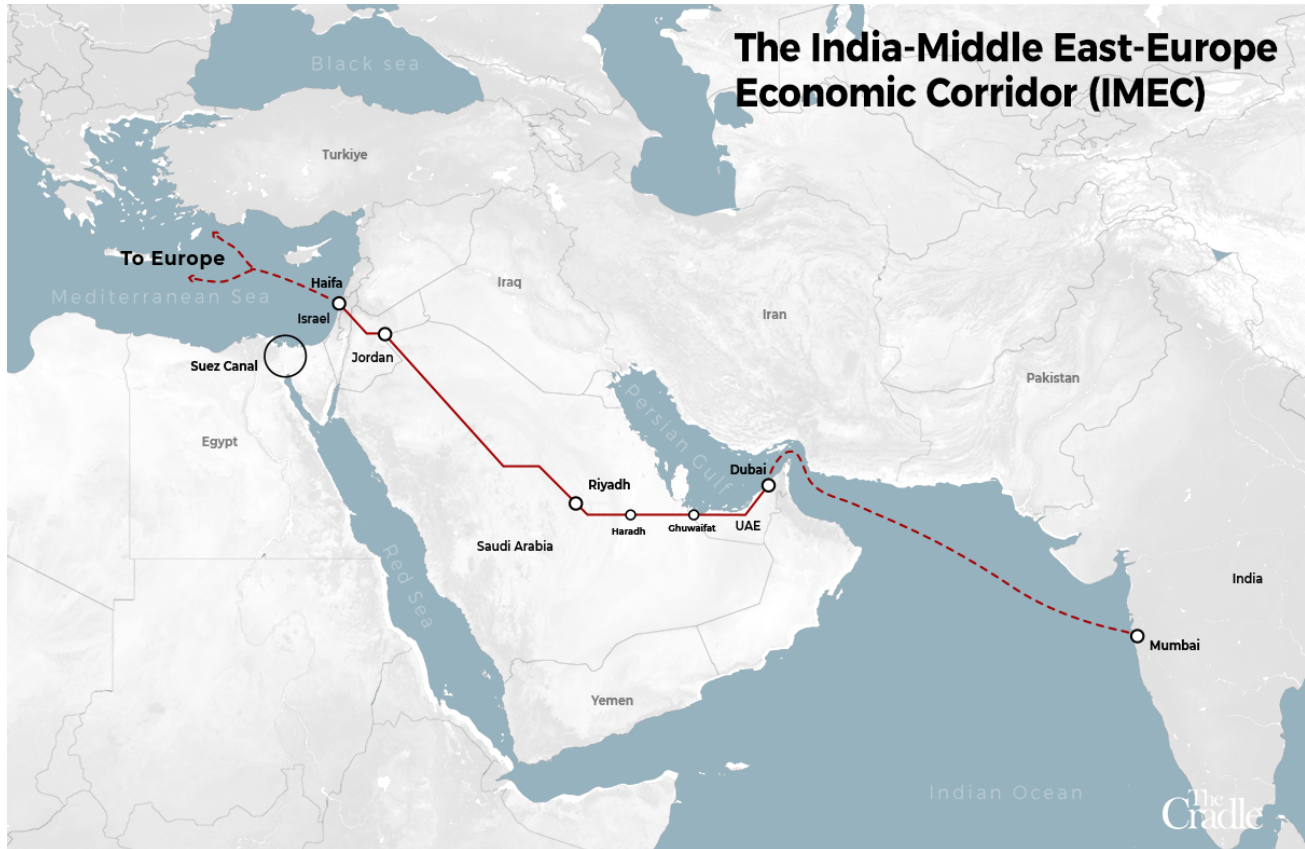 The India-Middle East-Europe
Economic Corridor (IMEC)
Black sea
Turkiye
To Europe
Mediterranean Sea
Haifa
Israel
Iraq
Iran
Suez Canal
Jordan
Pakistan
Persian Gulf
Egypt
Dubai
Riyadh
Haradh
Ghuwaifat
UAE
Saudi Arabia
Red Sea
India
Mumbai
Yemen
Indian Ocean
The
Cradle